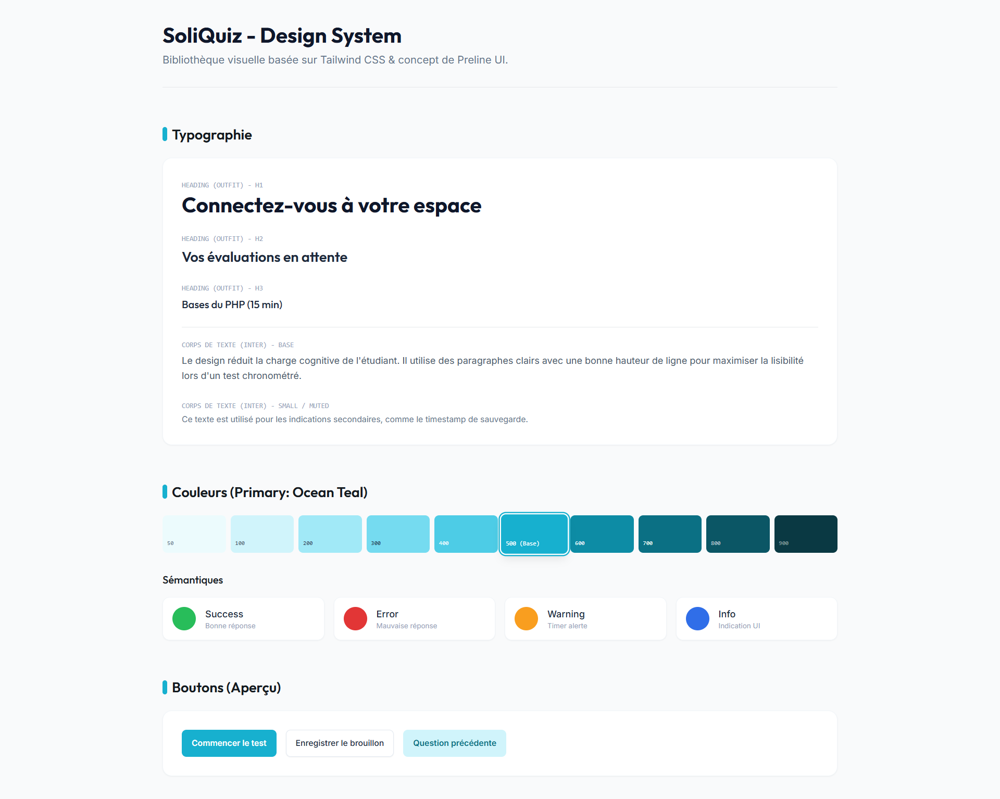 SoliQuiz - Design System
Bibliothèque visuelle basée sur Tailwind CSS & concept de Preline UI.
Typographie
HEADING (OUTFIT) - H1
Connectez-vous à votre espace
HEADING (OUTFIT) - H2
Vos évaluations en attente
HEADING (OUTFIT) - H3
Bases du PHP (15 min)
CORPS DE TEXTE (INTER) - BASE
Le design réduit la charge cognitive de l'étudiant. Il utilise des paragraphes clairs avec une bonne hauteur de ligne pour maximiser la lisibilité
lors d'un test chronométré.
CORPS DE TEXTE (INTER) - SMALL / MUTED
Ce texte est utilisé pour les indications secondaires, comme le timestamp de sauvegarde.
Couleurs (Primary: Ocean Teal)
50 100 200 300 400 500 (Base) 600 700 800 900
Sémantiques
Success
Bonne réponse
Error
Mauvaise réponse
Warning
Timer alerte
Info
Indication UI
Boutons (Aperçu)
Commencer le test
Enregistrer le brouillon
Question précédente